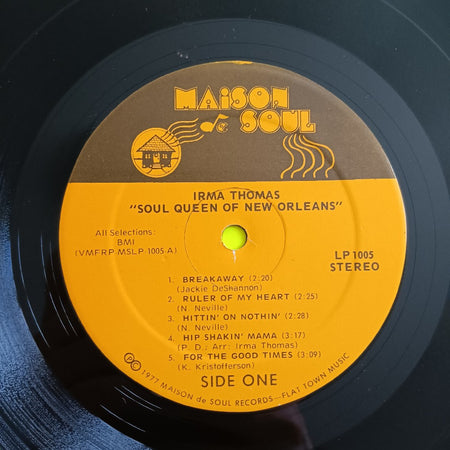 MAiSON
de SOUL
IRMA THOMAS
"SOUL QUEEN OF NEW ORLEANS"
All Selections:
BMI
(VMFRP-MSLP-1005-A)
LP 1005
STEREO
1. BREAKAWAY (2:20)
(Jackie DeShannon)
2. RULER OF MY HEART (2:25)
(N. Neville)
3. HITTIN' ON NOTHIN' (2:28)
(N. Neville)
4. HIP SHAKIN' MAMA (3:17)
(P. D.; Arr: Irma Thomas)
5. FOR THE GOOD TIMES (3:09)
(K. Kristofferson)
SIDE ONE
Ⓟ © 1977 MAISON de SOUL RECORDS—FLAT TOWN MUSIC